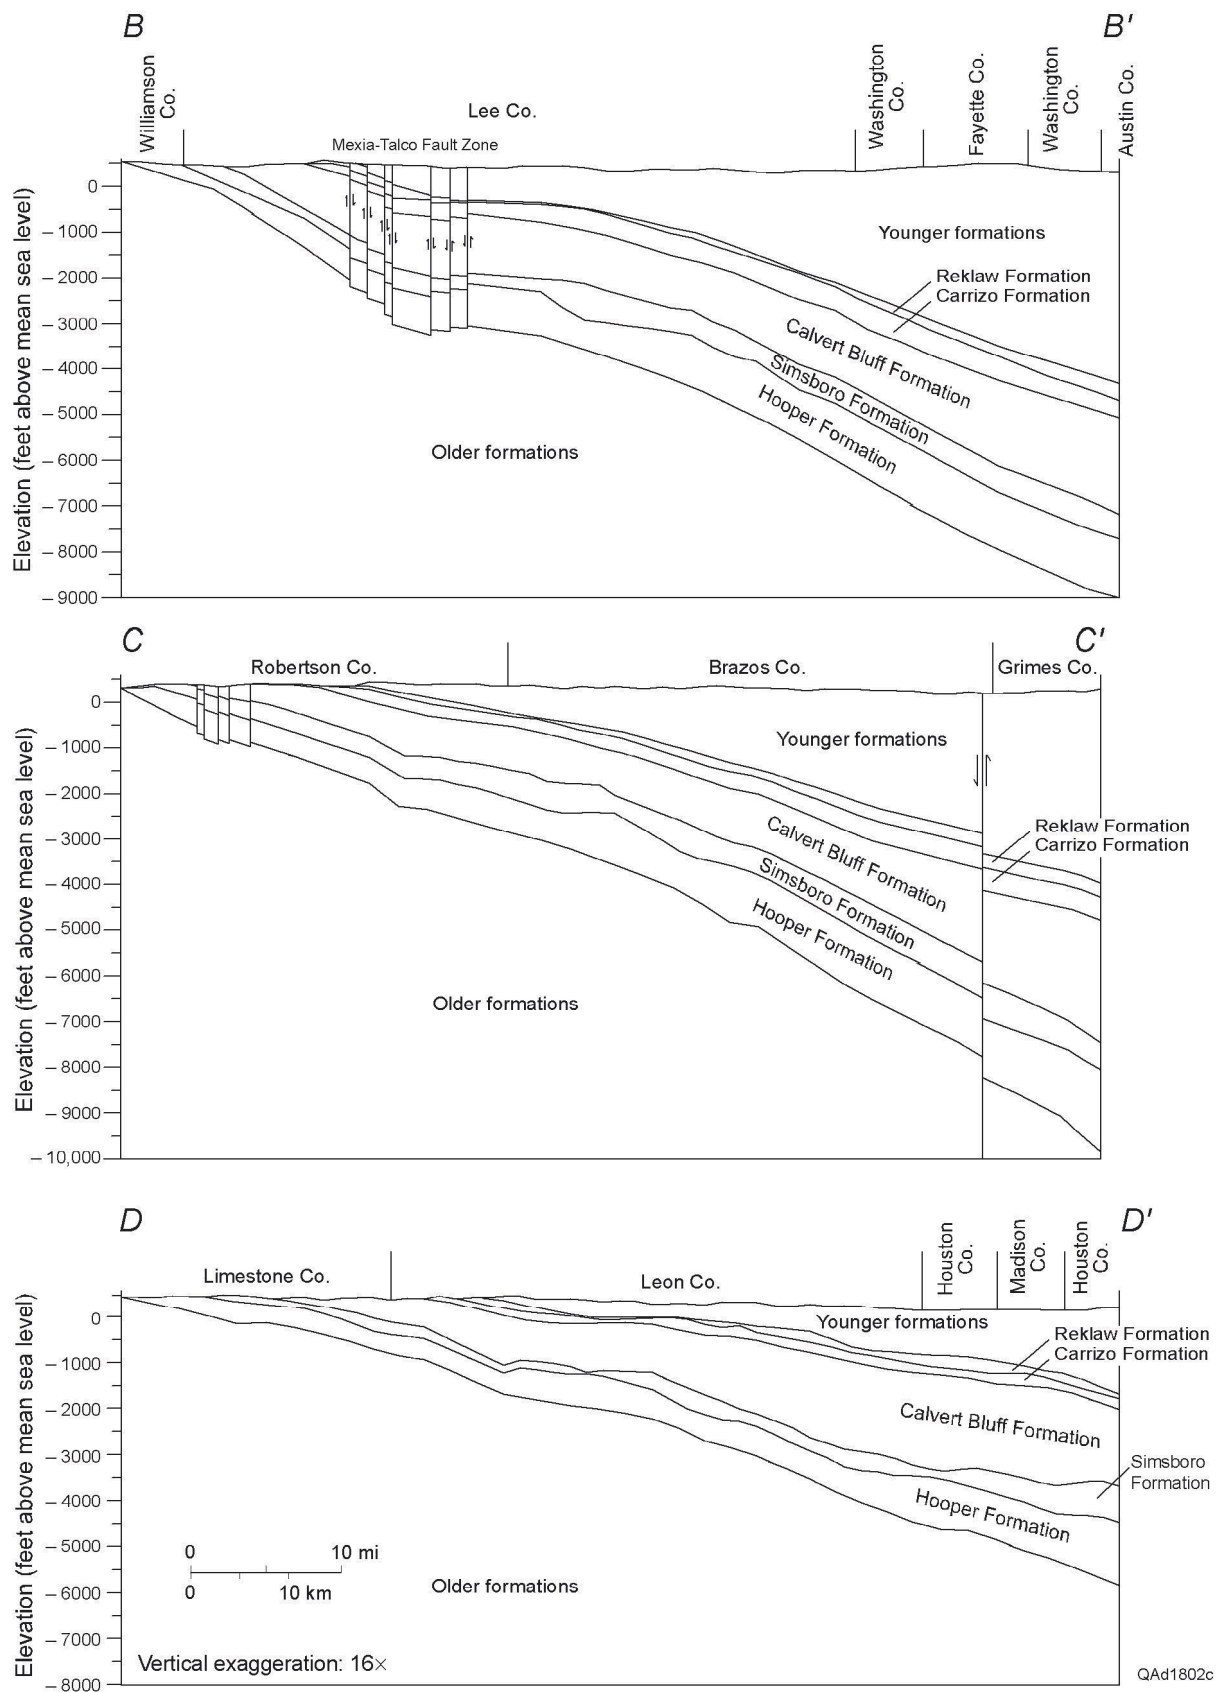 B
B'
Williamson
Co.
Lee Co.
Washington
Co.
Fayette Co.
Washington
Co.
Austin Co.
Mexia-Talco Fault Zone
Elevation (feet above mean sea level)
0
–1000
–2000
–3000
–4000
–5000
–6000
–7000
–8000
–9000
Younger formations
Reklaw Formation
Carrizo Formation
Calvert Bluff Formation
Simsboro Formation
Hooper Formation
Older formations
C
C'
Robertson Co.
Brazos Co.
Grimes Co.
Elevation (feet above mean sea level)
0
–1000
–2000
–3000
–4000
–5000
–6000
–7000
–8000
–9000
–10,000
Younger formations
Reklaw Formation
Carrizo Formation
Calvert Bluff Formation
Simsboro Formation
Hooper Formation
Older formations
D
D'
Limestone Co.
Leon Co.
Houston
Co.
Madison
Co.
Houston
Co.
Elevation (feet above mean sea level)
0
–1000
–2000
–3000
–4000
–5000
–6000
–7000
–8000
Younger formations
Reklaw Formation
Carrizo Formation
Calvert Bluff Formation
Simsboro
Formation
Hooper Formation
0 10 mi
0 10 km
Older formations
Vertical exaggeration: 16×
QAd1802c